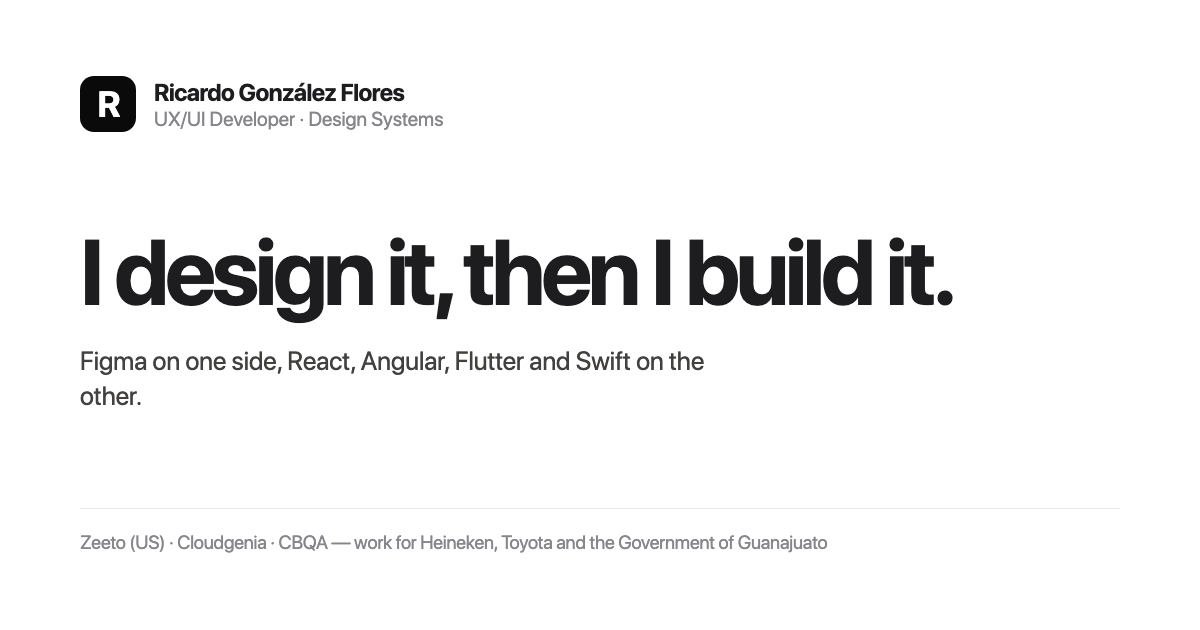 R
Ricardo González Flores
UX/UI Developer · Design Systems
I design it, then I build it.
Figma on one side, React, Angular, Flutter and Swift on the
other.
Zeeto (US) · Cloudgenia · CBQA — work for Heineken, Toyota and the Government of Guanajuato